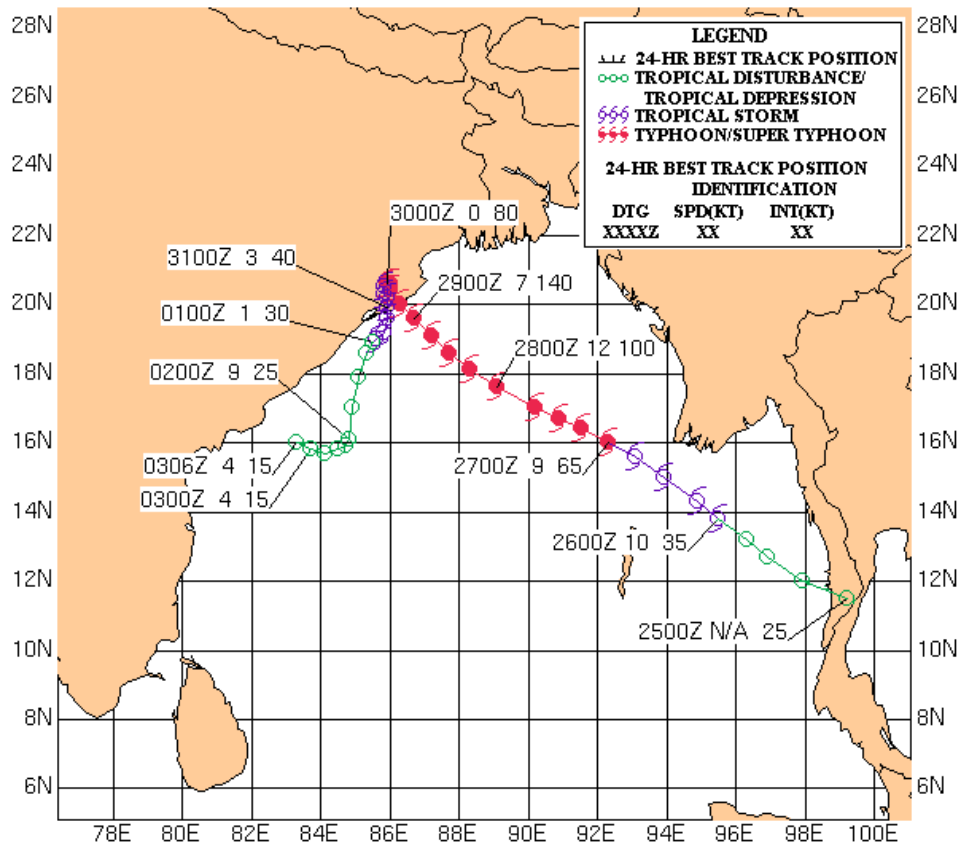 LEGEND
24-HR BEST TRACK POSITION
TROPICAL DISTURBANCE/
TROPICAL DEPRESSION
TROPICAL STORM
TYPHOON/SUPER TYPHOON
24-HR BEST TRACK POSITION
IDENTIFICATION
DTG SPD(KT) INT(KT)
XXXXZ XX XX
28N 28N
26N 26N
24N 24N
22N 22N
20N 20N
18N 18N
16N 16N
14N 14N
12N 12N
10N 10N
8N 8N
6N 6N
3000Z 0 80
3100Z 3 40
2900Z 7 140
0100Z 1 30
2800Z 12 100
0200Z 9 25
0306Z 4 15
2700Z 9 65
0300Z 4 15
2600Z 10 35
2500Z N/A 25
78E 80E 82E 84E 86E 88E 90E 92E 94E 96E 98E 100E